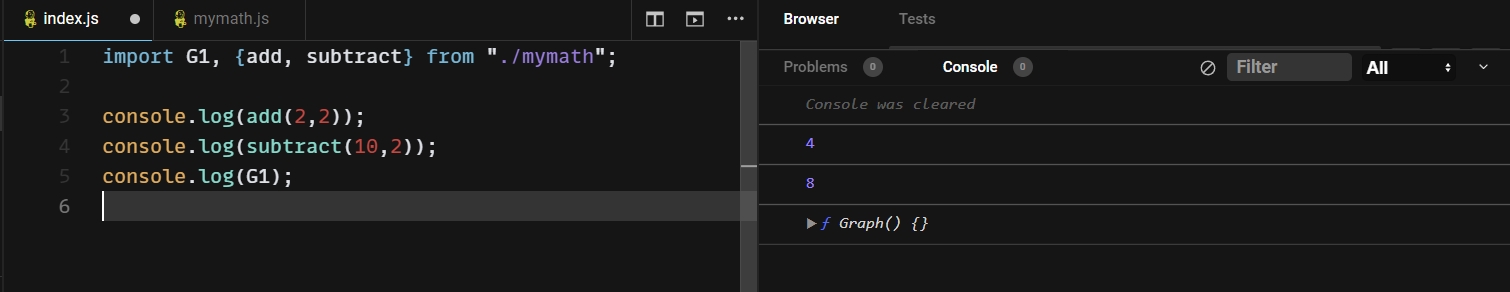 index.js
mymath.js
1 import G1, {add, subtract} from "./mymath";
2
3 console.log(add(2,2));
4 console.log(subtract(10,2));
5 console.log(G1);
6
Browser Tests
Problems 0 Console 0 Filter All
Console was cleared
4
8
▶ƒ Graph() {}